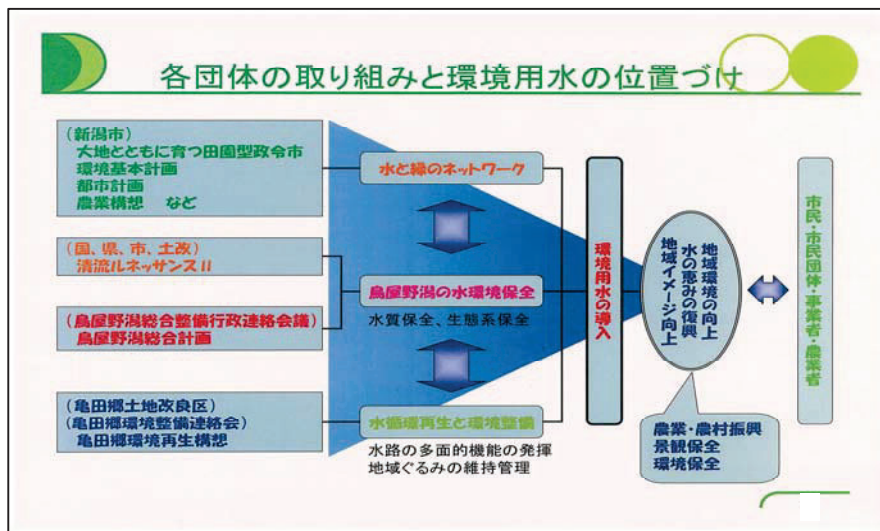 各団体の取り組みと環境用水の位置づけ
(新潟市)
大地とともに育つ田園型政令市
環境基本計画
都市計画
農業構想 など
(国、県、市、土改)
清流ルネッサンスⅡ
(鳥屋野潟総合整備行政連絡会議)
鳥屋野潟総合計画
(亀田郷土地改良区)
(亀田郷環境整備連絡会)
亀田郷環境再生構想
水と緑のネットワーク
鳥屋野潟の水環境保全
水質保全、生態系保全
水循環再生と環境整備
水路の多面的機能の発揮
地域ぐるみの維持管理
環境用水の導入
地域環境の向上
水の恵みの復興
地域イメージ向上
農業・農村振興
景観保全
環境保全
市民・市民団体・事業者・農業者